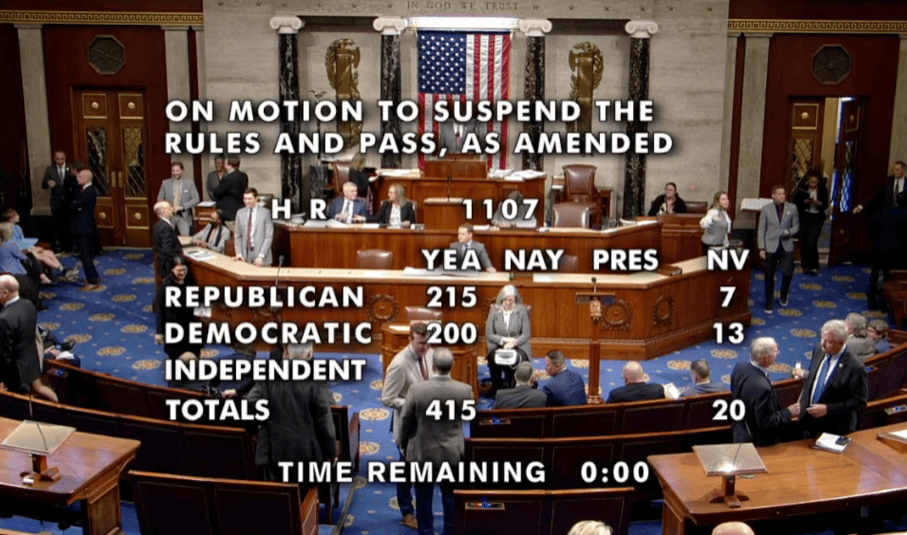 IN GOD WE TRUST
ON MOTION TO SUSPEND THE
RULES AND PASS, AS AMENDED
H R 1107
YEA NAY PRES NV
REPUBLICAN 215 7
DEMOCRATIC 200 13
INDEPENDENT
TOTALS 415 20
TIME REMAINING 0:00